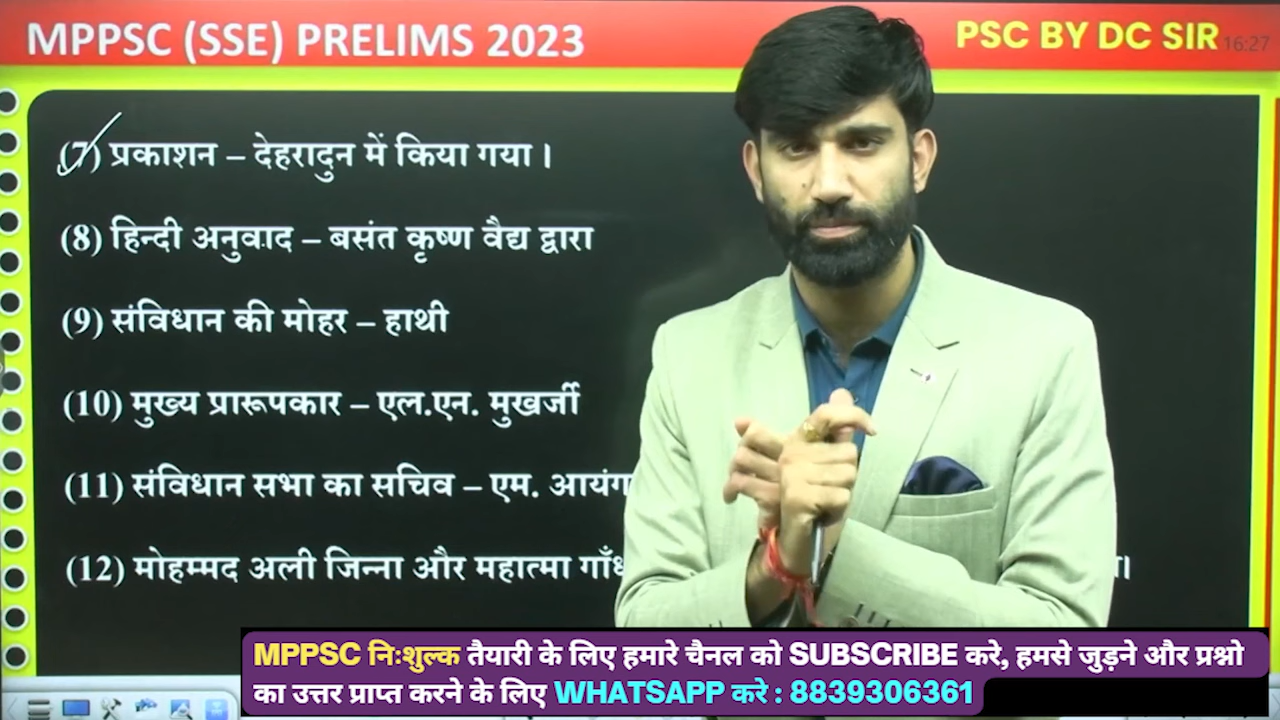 MPPSC (SSE) PRELIMS 2023
PSC BY DC SIR
16:27
(7) प्रकाशन – देहरादुन में किया गया ।
(8) हिन्दी अनुवाद – बसंत कृष्ण वैद्य द्वारा
(9) संविधान की मोहर – हाथी
(10) मुख्य प्रारूपकार – एल.एन. मुखर्जी
(11) संविधान सभा का सचिव – एम.
(12) मोहम्मद अली जिन्ना और महात्मा
MPPSC निःशुल्क तैयारी के लिए हमारे चैनल को SUBSCRIBE करे, हमसे जुड़ने और प्रश्नो
का उत्तर प्राप्त करने के लिए WHATSAPP करे : 8839306361